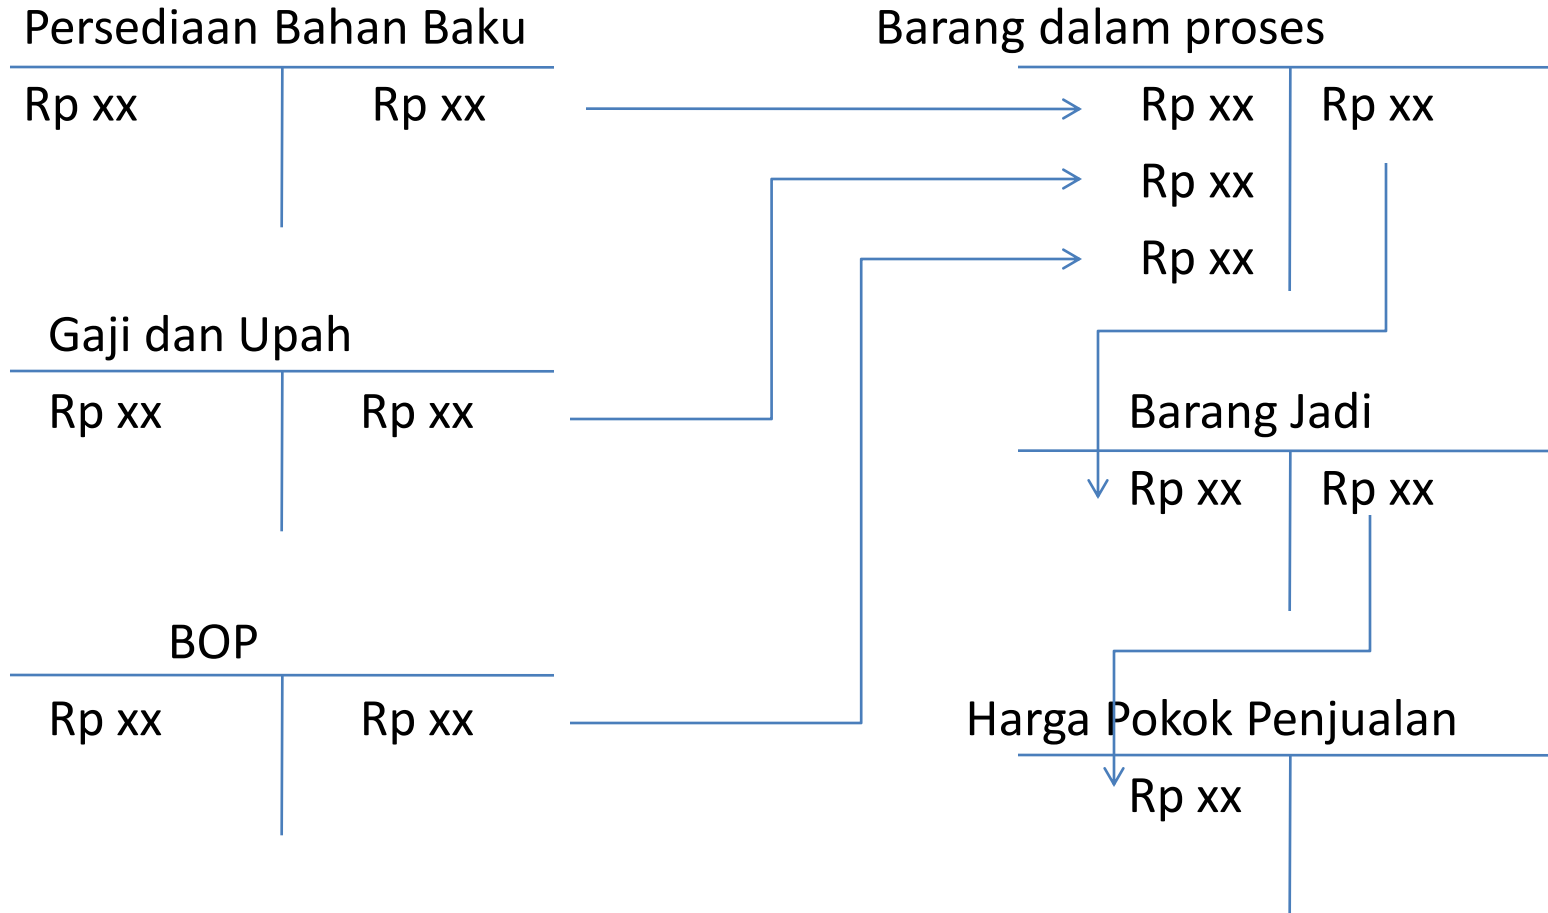 Persediaan Bahan Baku
Rp xx Rp xx
Gaji dan Upah
Rp xx Rp xx
BOP
Rp xx Rp xx
Barang dalam proses
Rp xx Rp xx
Rp xx
Rp xx
Barang Jadi
Rp xx Rp xx
Harga Pokok Penjualan
Rp xx